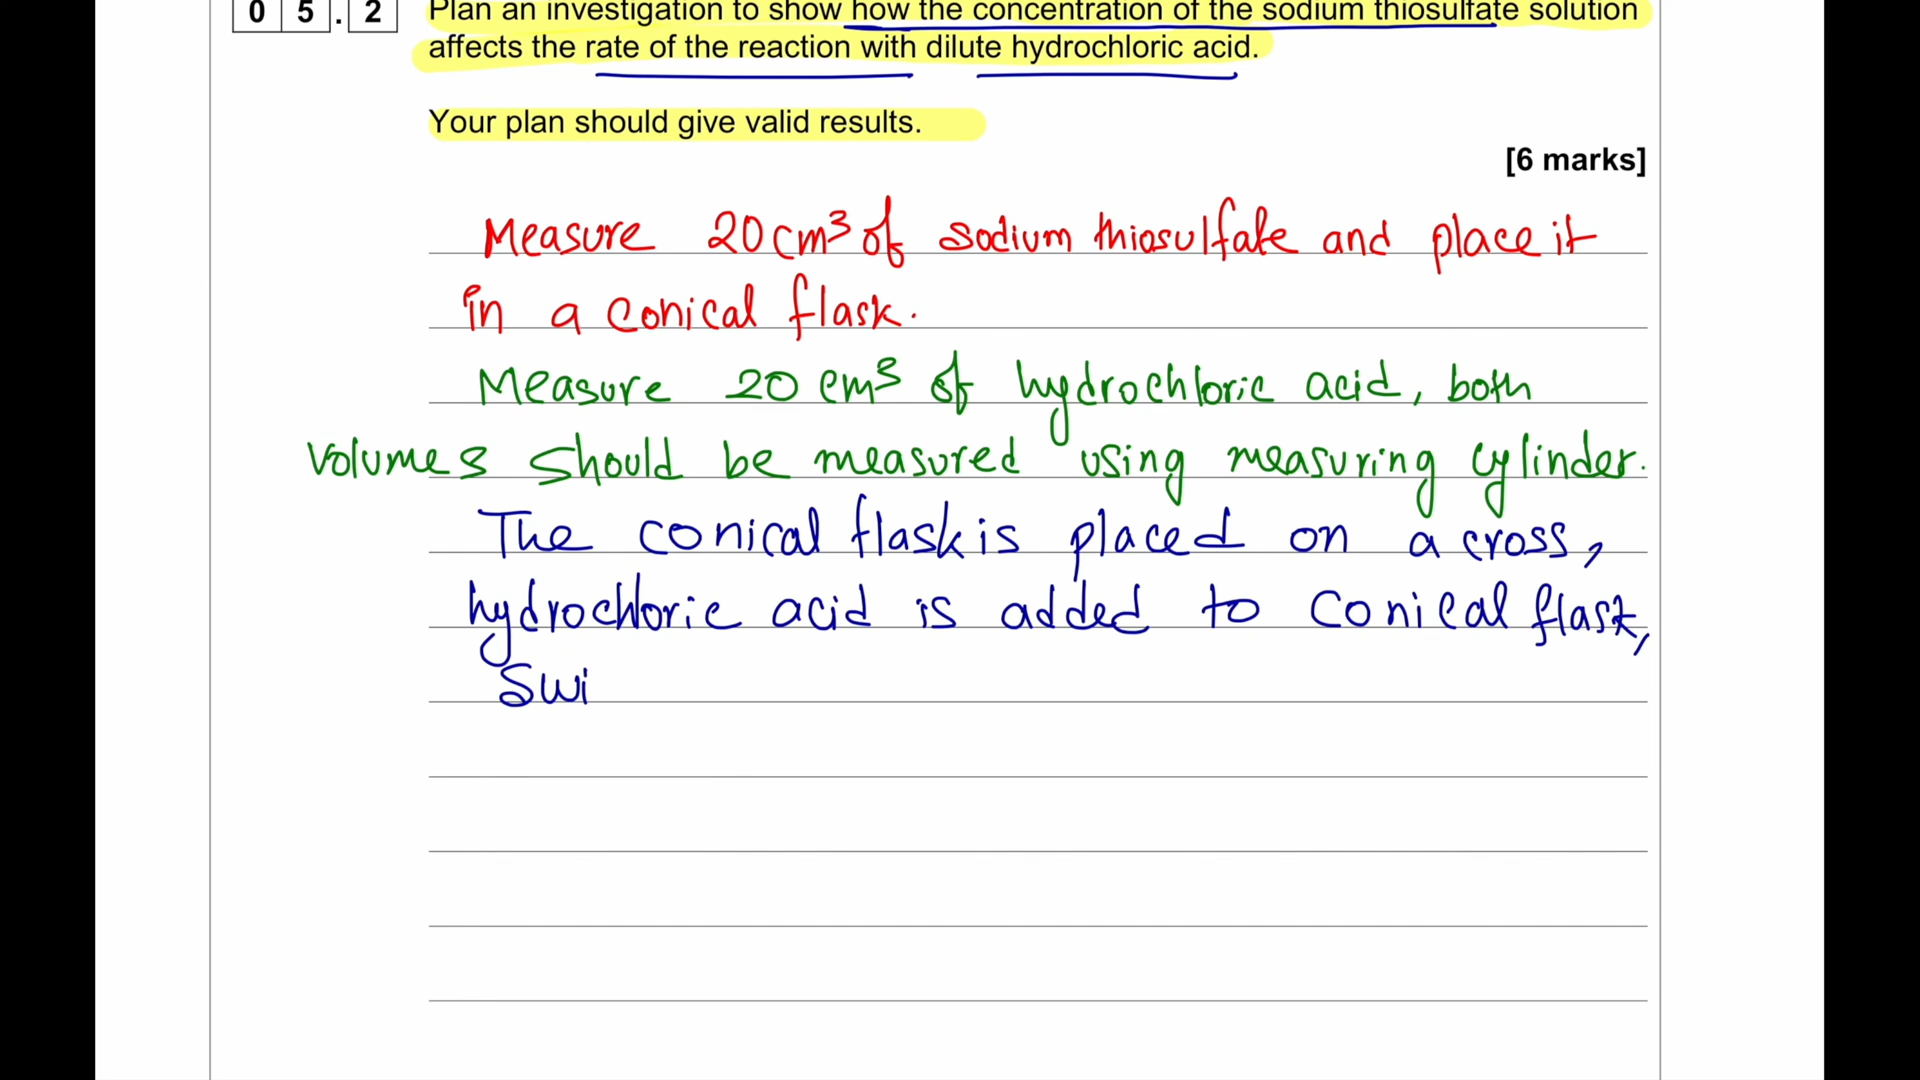 0 5 . 2 Plan an investigation to show how the concentration of the sodium thiosulfate solution
affects the rate of the reaction with dilute hydrochloric acid.
Your plan should give valid results.
[6 marks]
Measure 20 cm³ of sodium thiosulfate and place it
in a conical flask.
Measure 20 cm³ of hydrochloric acid, both
volumes should be measured using measuring cylinder.
The conical flask is placed on a cross,
hydrochloric acid is added to conical flask,
Swi